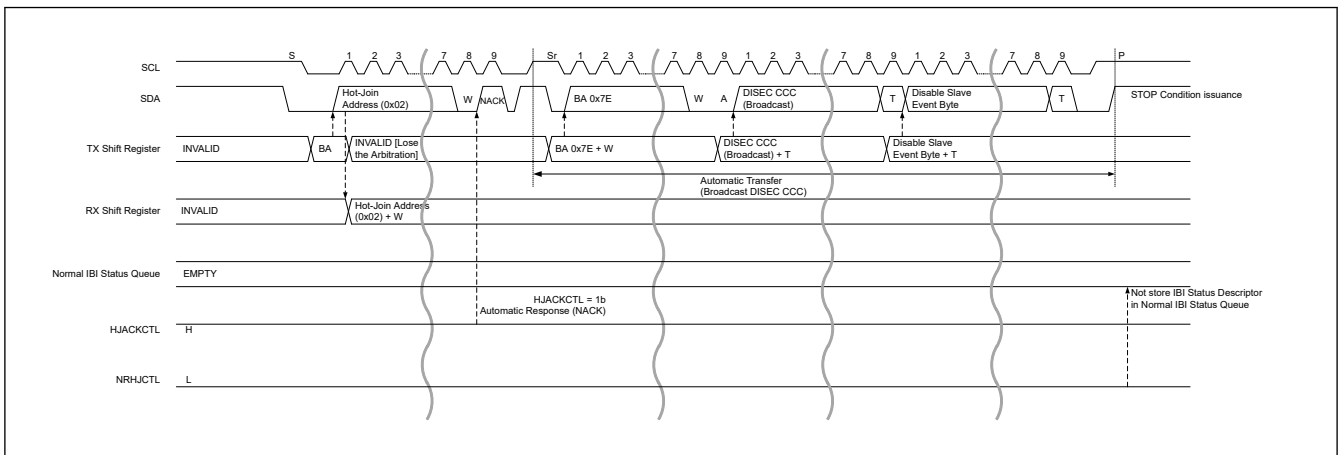 S 1 2 3 7 8 9 Sr 1 2 3 7 8 9 1 2 3 7 8 9 1 2 3 7 8 9 P
SCL
SDA
Hot-Join
Address (0x02)
W
NACK
BA 0x7E
W A
DISEC CCC
(Broadcast)
T
Disable Slave
Event Byte
T
STOP Condition issuance
TX Shift Register
INVALID
BA
INVALID [Lose
the Arbitration]
BA 0x7E + W
DISEC CCC
(Broadcast) + T
Disable Slave
Event Byte + T
Automatic Transfer
(Broadcast DISEC CCC)
RX Shift Register
INVALID
Hot-Join Address
(0x02) + W
Normal IBI Status Queue
EMPTY
Not store IBI Status Descriptor
in Normal IBI Status Queue
HJACKCTL = 1b
Automatic Response (NACK)
HJACKCTL
H
NRHJCTL
L